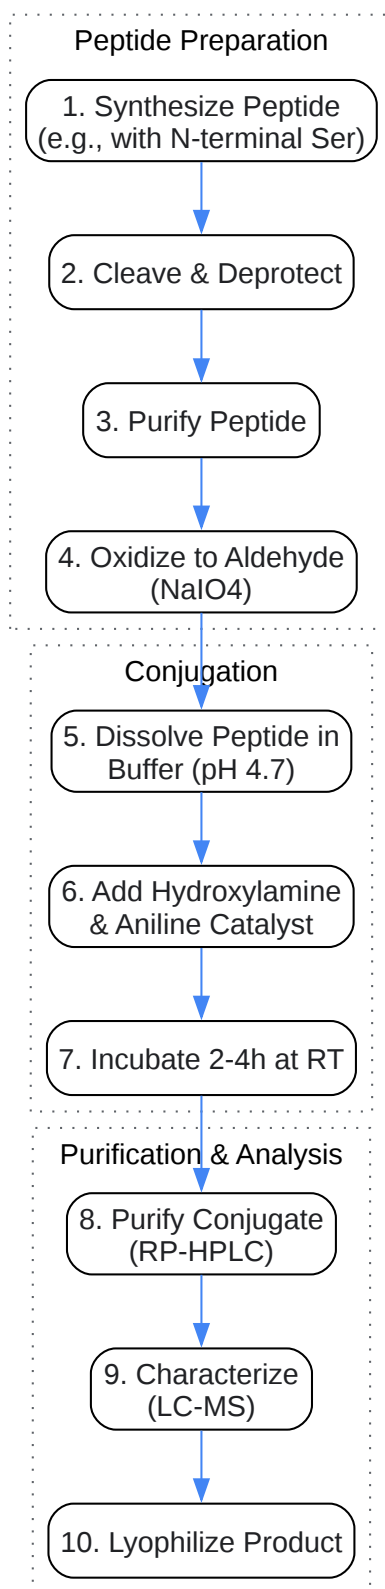 Peptide Preparation
1. Synthesize Peptide
(e.g., with N-terminal Ser)
2. Cleave & Deprotect
3. Purify Peptide
4. Oxidize to Aldehyde
(NaIO4)
Conjugation
5. Dissolve Peptide in
Buffer (pH 4.7)
6. Add Hydroxylamine
& Aniline Catalyst
7. Incubate 2-4h at RT
Purification & Analysis
8. Purify Conjugate
(RP-HPLC)
9. Characterize
(LC-MS)
10. Lyophilize Product